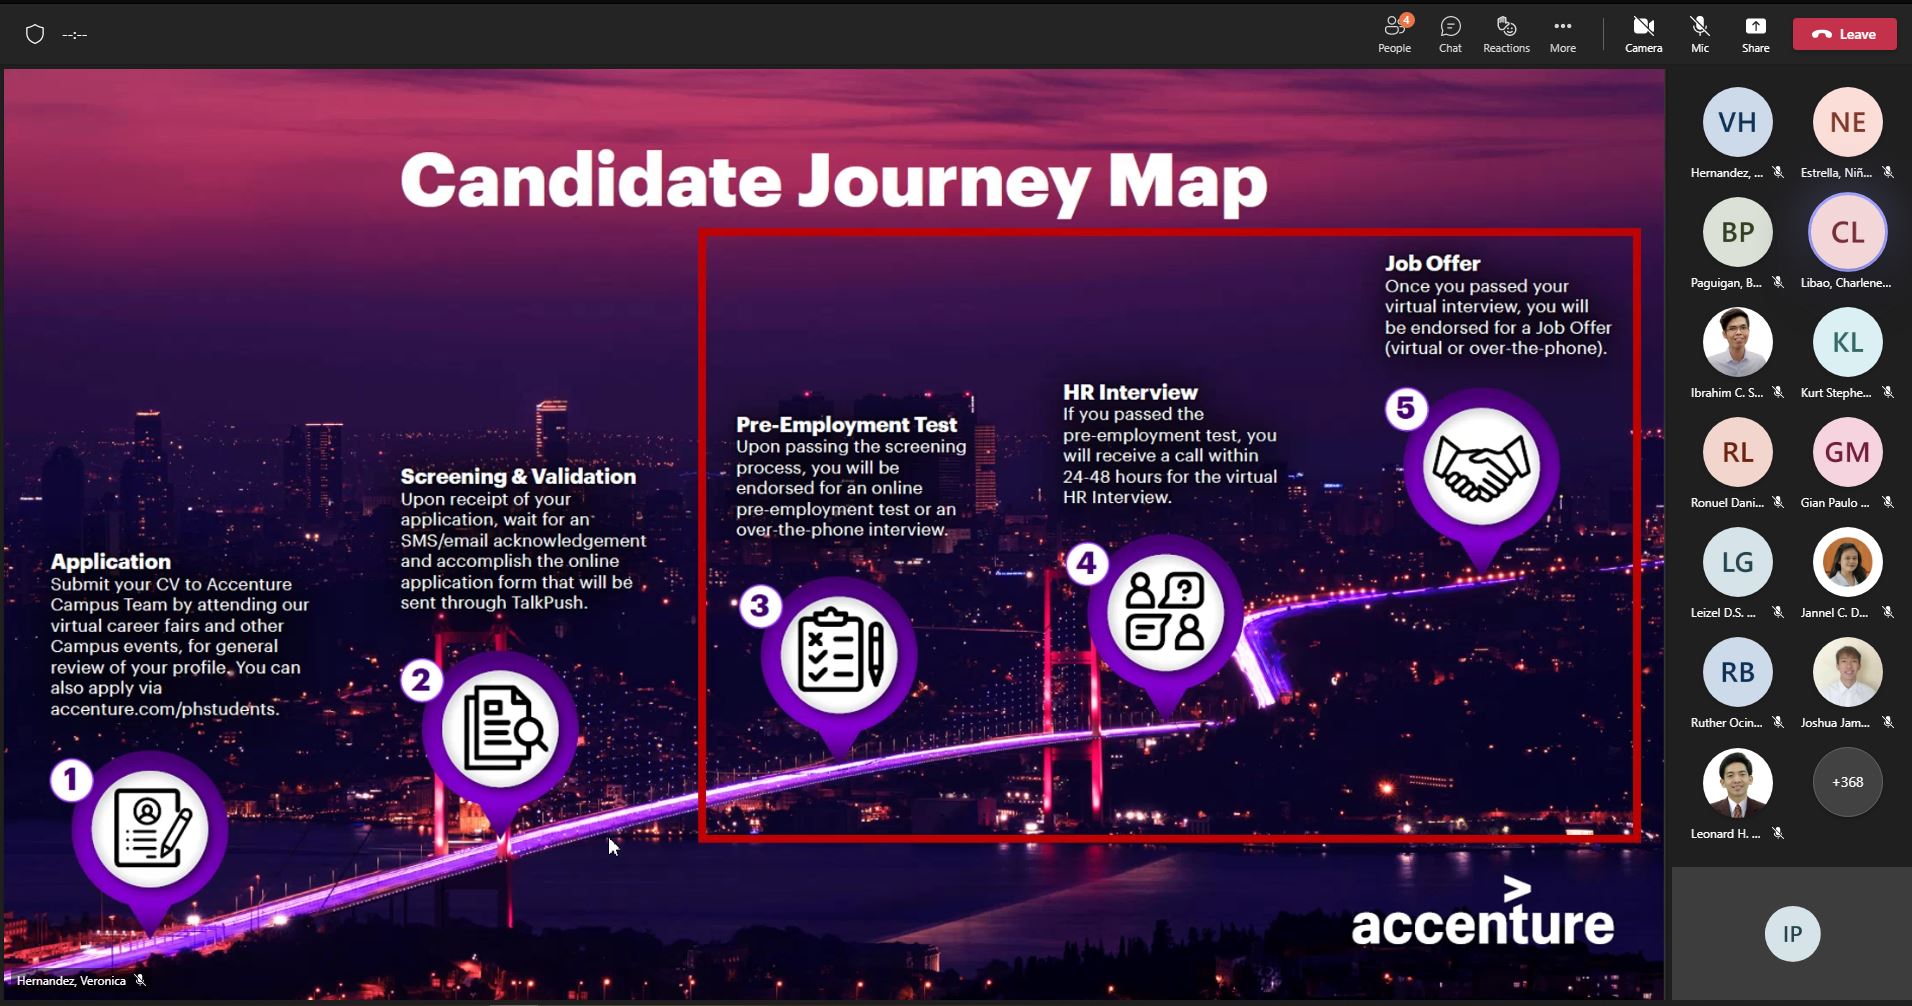 --:--
4
People
Chat
Reactions
More
Camera
Mic
Share
Leave
Candidate Journey Map
Application
Submit your CV to Accenture
Campus Team by attending our
virtual career fairs and other
Campus events, for general
review of your profile. You can
also apply via
accenture.com/phstudents.
1
Screening & Validation
Upon receipt of your
application, wait for an
SMS/email acknowledgement
and accomplish the online
application form that will be
sent through TalkPush.
2
Pre-Employment Test
Upon passing the screening
process, you will be
endorsed for an online
pre-employment test or an
over-the-phone interview.
3
HR Interview
If you passed the
pre-employment test, you
will receive a call within
24-48 hours for the virtual
HR Interview.
4
Job Offer
Once you passed your
virtual interview, you will
be endorsed for a Job Offer
(virtual or over-the-phone).
5
accenture
Hernandez, Veronica
VH
Hernandez, ...
NE
Estrella, Niñ...
BP
Paguigan, B...
CL
Libao, Charlene...
Ibrahim C. S...
KL
Kurt Stephe...
RL
Ronuel Dani...
GM
Gian Paulo ...
LG
Leizel D.S. ...
Jannel C. D...
RB
Ruther Ocin...
Joshua Jam...
Leonard H. ...
+368
IP